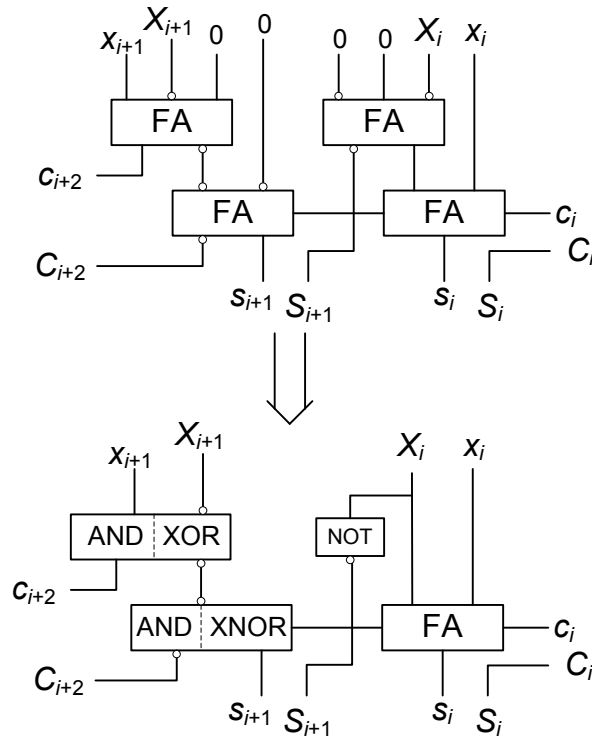 x_{i+1} X_{i+1} 0 0 0 0 X_i x_i
FA FA
c_{i+2}
FA FA c_i
C_{i+2} C_i
s_{i+1} S_{i+1} s_i S_i
x_{i+1} X_{i+1} X_i x_i
AND XOR NOT
c_{i+2}
AND XNOR FA c_i
C_{i+2} C_i
s_{i+1} S_{i+1} s_i S_i